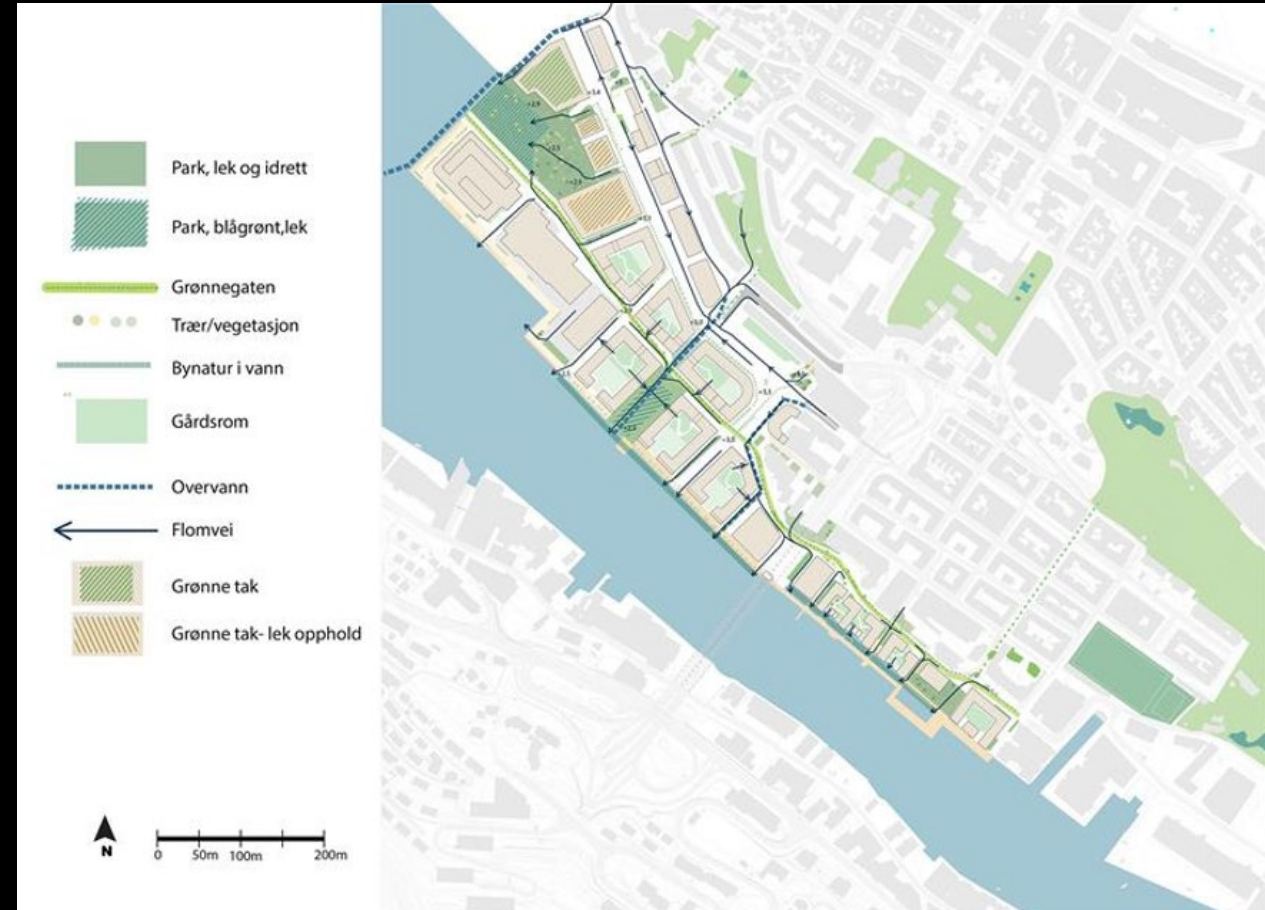 Park, lek og idrett
Park, blågrønt,lek
Grønnegaten
Trær/vegetasjon
Bynatur i vann
Gårdsrom
Overvann
Flomvei
Grønne tak
Grønne tak- lek opphold
N
0 50m 100m 200m